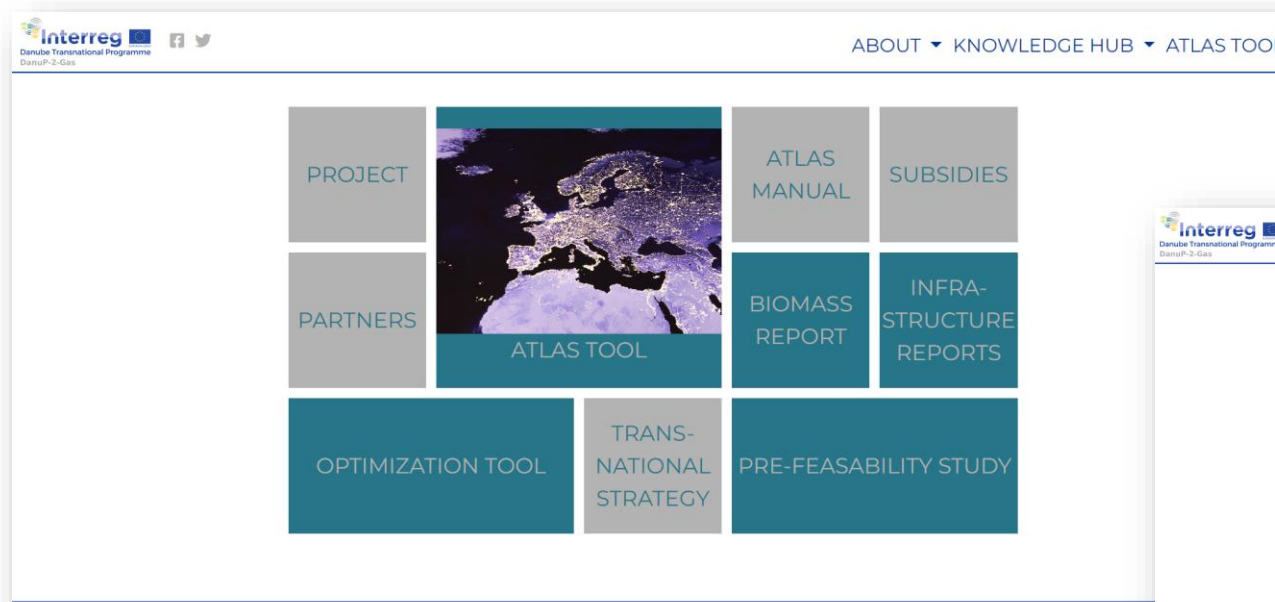 Interreg
Danube Transnational Programme
DanuP-2-Gas
ABOUT KNOWLEDGE HUB ATLAS TOOL
PROJECT
ATLAS TOOL
ATLAS
MANUAL
SUBSIDIES
PARTNERS
BIOMASS
REPORT
INFRA-
STRUCTURE
REPORTS
OPTIMIZATION TOOL
TRANS-
NATIONAL
STRATEGY
PRE-FEASABILITY STUDY
Interreg
Danube Transnational Programm
DanuP-2-Gas